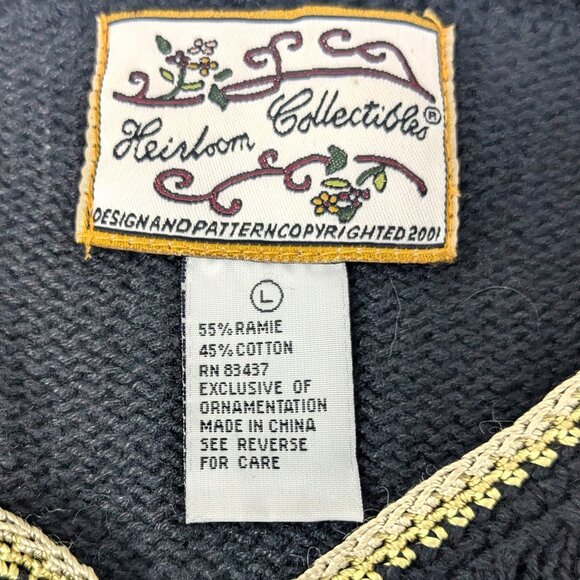 Heirloom Collectibles®
DESIGN AND PATTERN COPYRIGHTED 2001
L
55% RAMIE
45% COTTON
RN 83437
EXCLUSIVE OF
ORNAMENTATION
MADE IN CHINA
SEE REVERSE
FOR CARE